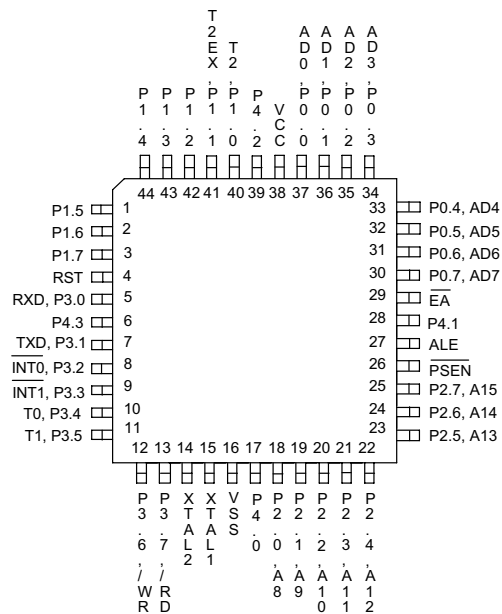 T2EX,P1.1
T2,P1.0
AD0,P0.0
AD1,P0.1
AD2,P0.2
AD3,P0.3
P1.4
P1.3
P1.2
P4.2
VCC
44
43
42
41
40
39
38
37
36
35
34
P1.5 1
P1.6 2
P1.7 3
RST 4
RXD, P3.0 5
P4.3 6
TXD, P3.1 7
INT0, P3.2 8
INT1, P3.3 9
T0, P3.4 10
T1, P3.5 11
33 P0.4, AD4
32 P0.5, AD5
31 P0.6, AD6
30 P0.7, AD7
29 EA
28 P4.1
27 ALE
26 PSEN
25 P2.7, A15
24 P2.6, A14
23 P2.5, A13
12
13
14
15
16
17
18
19
20
21
22
P3.6,/WR
P3.7,/RD
XTAL2
XTAL1
VSS
P4.0
P2.0,A8
P2.1,A9
P2.2,A10
P2.3,A11
P2.4,A12